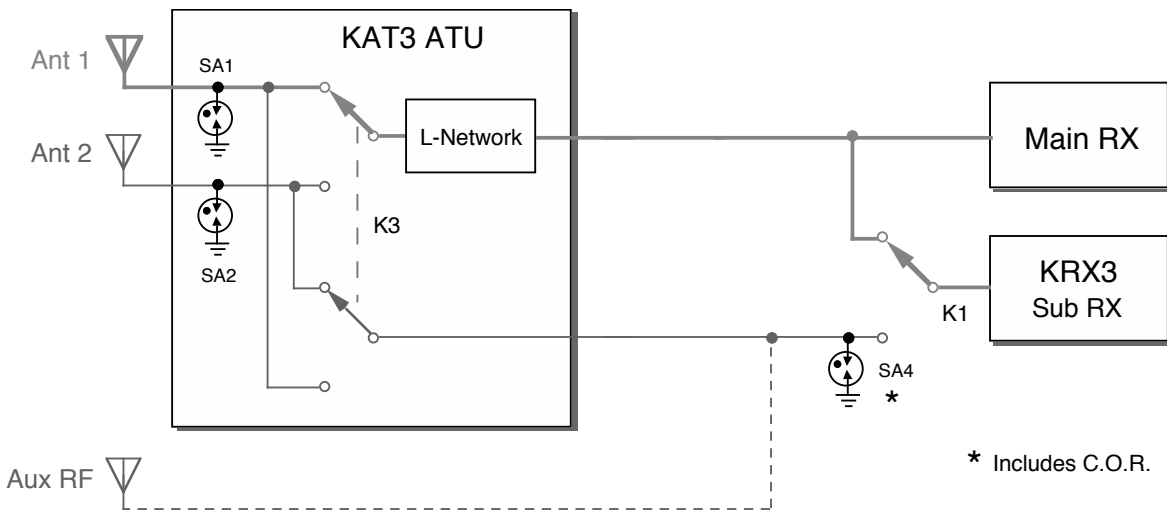 KAT3 ATU
Ant 1
SA1
L-Network
Main RX
Ant 2
K3
SA2
KRX3
Sub RX
K1
SA4
*
Aux RF
* Includes C.O.R.